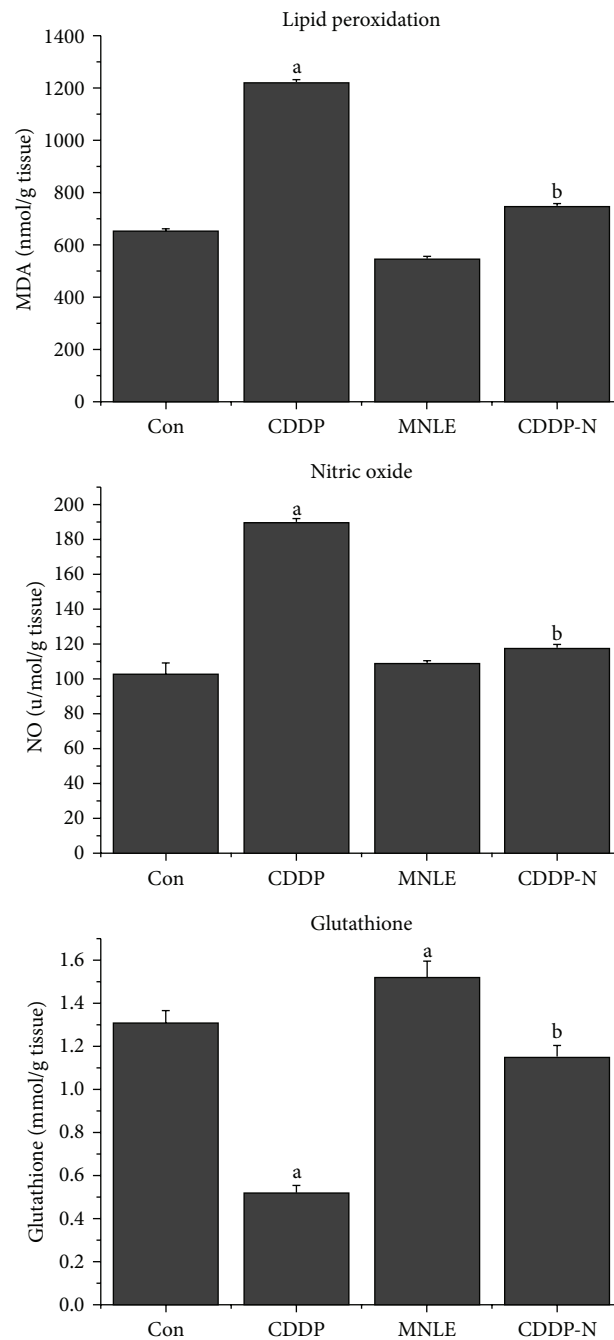 Lipid peroxidation
MDA (nmol/g tissue)
1400
1200
1000
800
600
400
200
0
a
b
Con CDDP MNLE CDDP-N
Nitric oxide
NO (u/mol/g tissue)
200
180
160
140
120
100
80
60
40
20
0
a
b
Con CDDP MNLE CDDP-N
Glutathione
Glutathione (mmol/g tissue)
1.6
1.4
1.2
1.0
0.8
0.6
0.4
0.2
0.0
a
a
b
Con CDDP MNLE CDDP-N